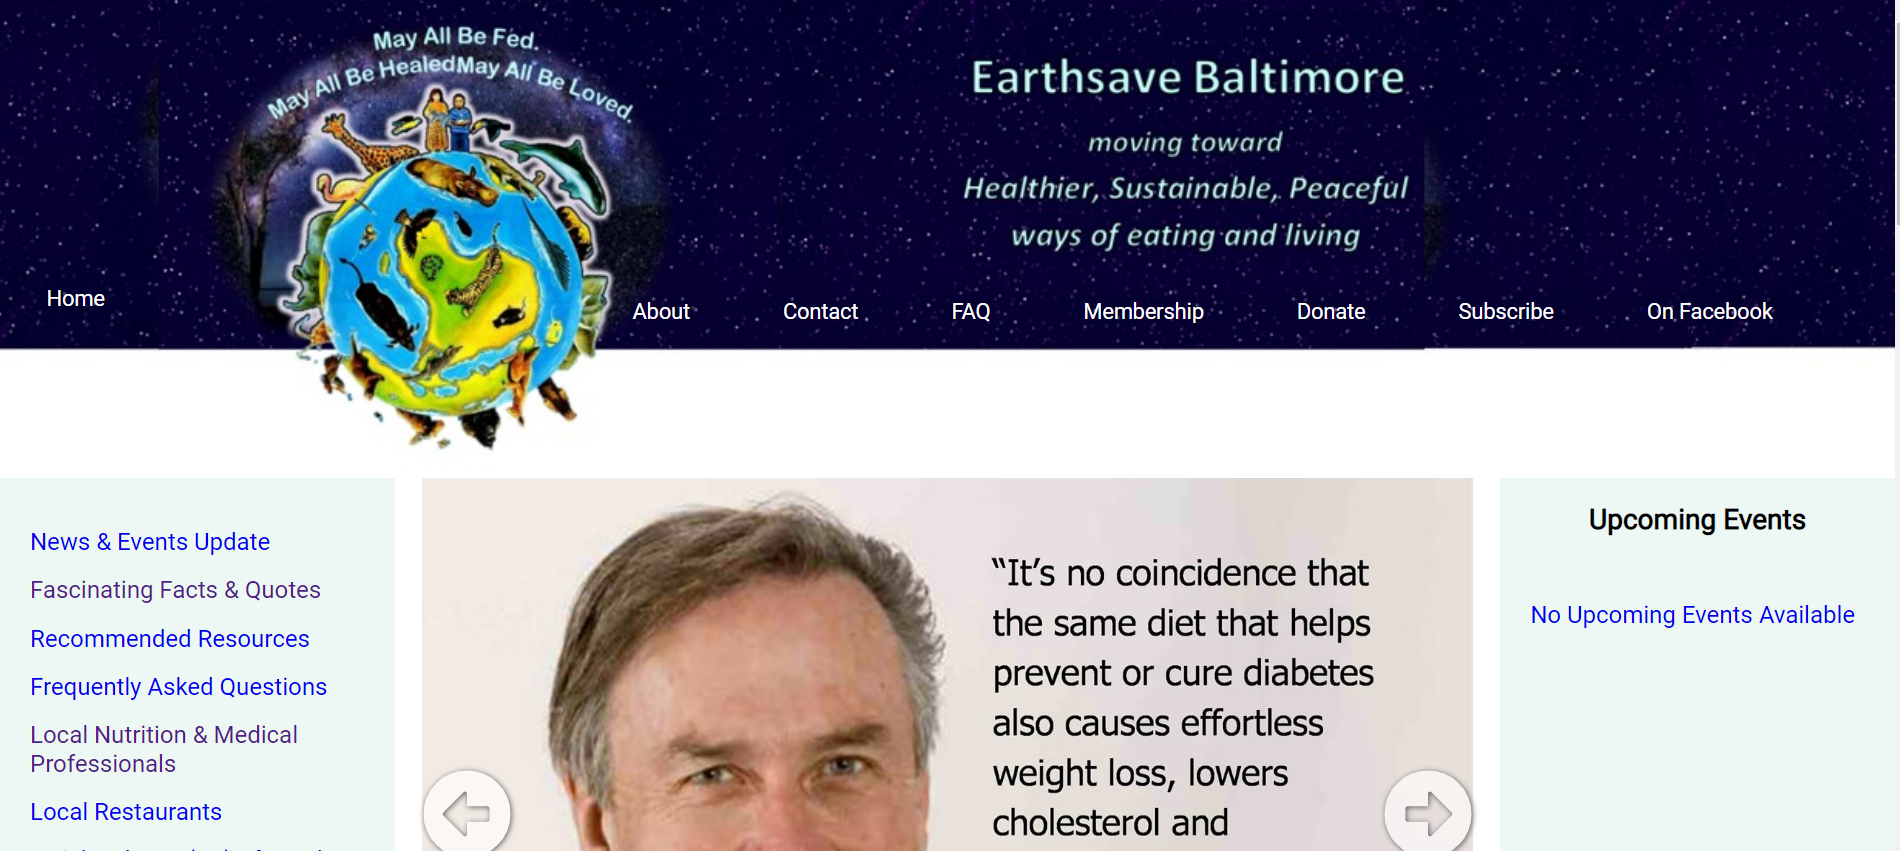 May All Be Fed.
May All Be Healed May All Be Loved.
Earthsave Baltimore
moving toward
Healthier, Sustainable, Peaceful
ways of eating and living
Home
About
Contact
FAQ
Membership
Donate
Subscribe
On Facebook
News & Events Update
Fascinating Facts & Quotes
Recommended Resources
Frequently Asked Questions
Local Nutrition & Medical
Professionals
Local Restaurants
“It’s no coincidence that
the same diet that helps
prevent or cure diabetes
also causes effortless
weight loss, lowers
cholesterol and
Upcoming Events
No Upcoming Events Available